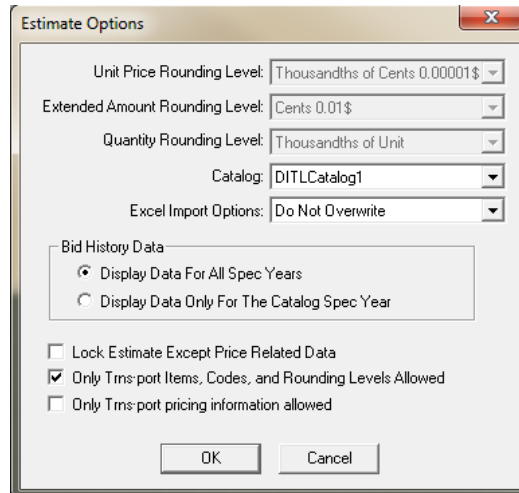 Estimate Options
Unit Price Rounding Level: Thousandths of Cents 0.00001$
Extended Amount Rounding Level: Cents 0.01$
Quantity Rounding Level: Thousandths of Unit
Catalog: DITLCatalog1
Excel Import Options: Do Not Overwrite
Bid History Data
Display Data For All Spec Years
Display Data Only For The Catalog Spec Year
Lock Estimate Except Price Related Data
Only Trns·port Items, Codes, and Rounding Levels Allowed
Only Trns·port pricing information allowed
OK Cancel